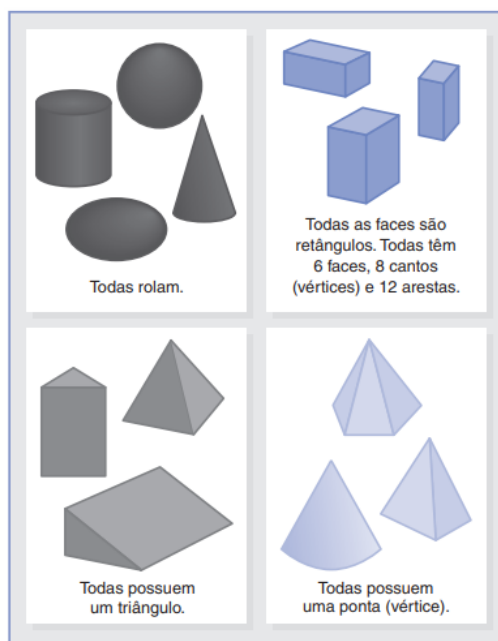 Todas rolam.
Todas as faces são
retângulos. Todas têm
6 faces, 8 cantos
(vértices) e 12 arestas.
Todas possuem
um triângulo.
Todas possuem
uma ponta (vértice).